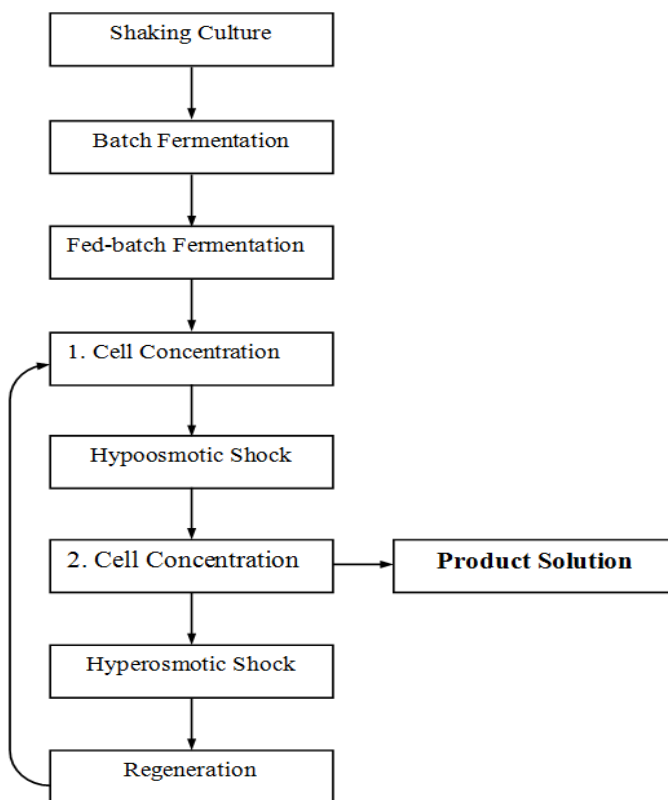 Shaking Culture
Batch Fermentation
Fed-batch Fermentation
1. Cell Concentration
Hypoosmotic Shock
2. Cell Concentration
Product Solution
Hyperosmotic Shock
Regeneration